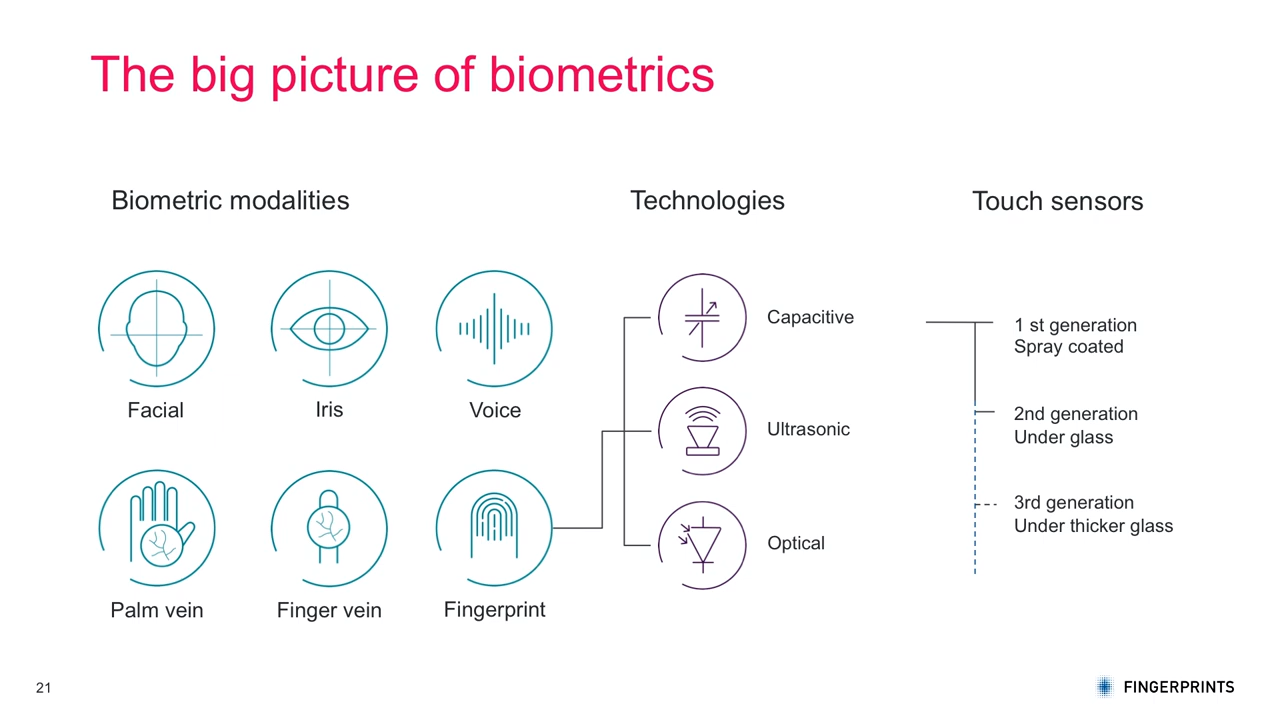 The big picture of biometrics
Biometric modalities
Technologies
Touch sensors
Facial
Iris
Voice
Palm vein
Finger vein
Fingerprint
Capacitive
Ultrasonic
Optical
1 st generation
Spray coated
2nd generation
Under glass
3rd generation
Under thicker glass
21
FINGERPRINTS